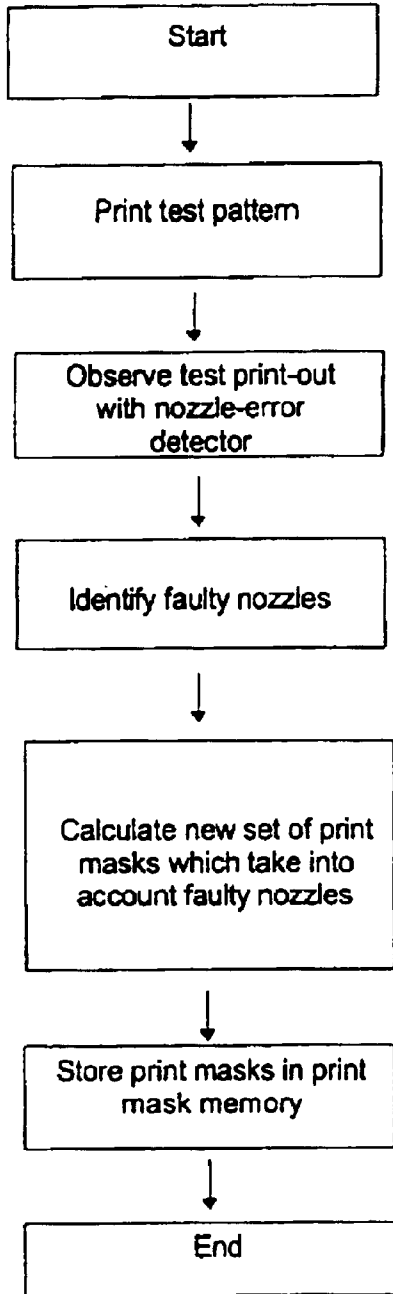 Start
Print test pattern
Observe test print-out
with nozzle-error
detector
Identify faulty nozzles
Calculate new set of print
masks which take into
account faulty nozzles
Store print masks in print
mask memory
End